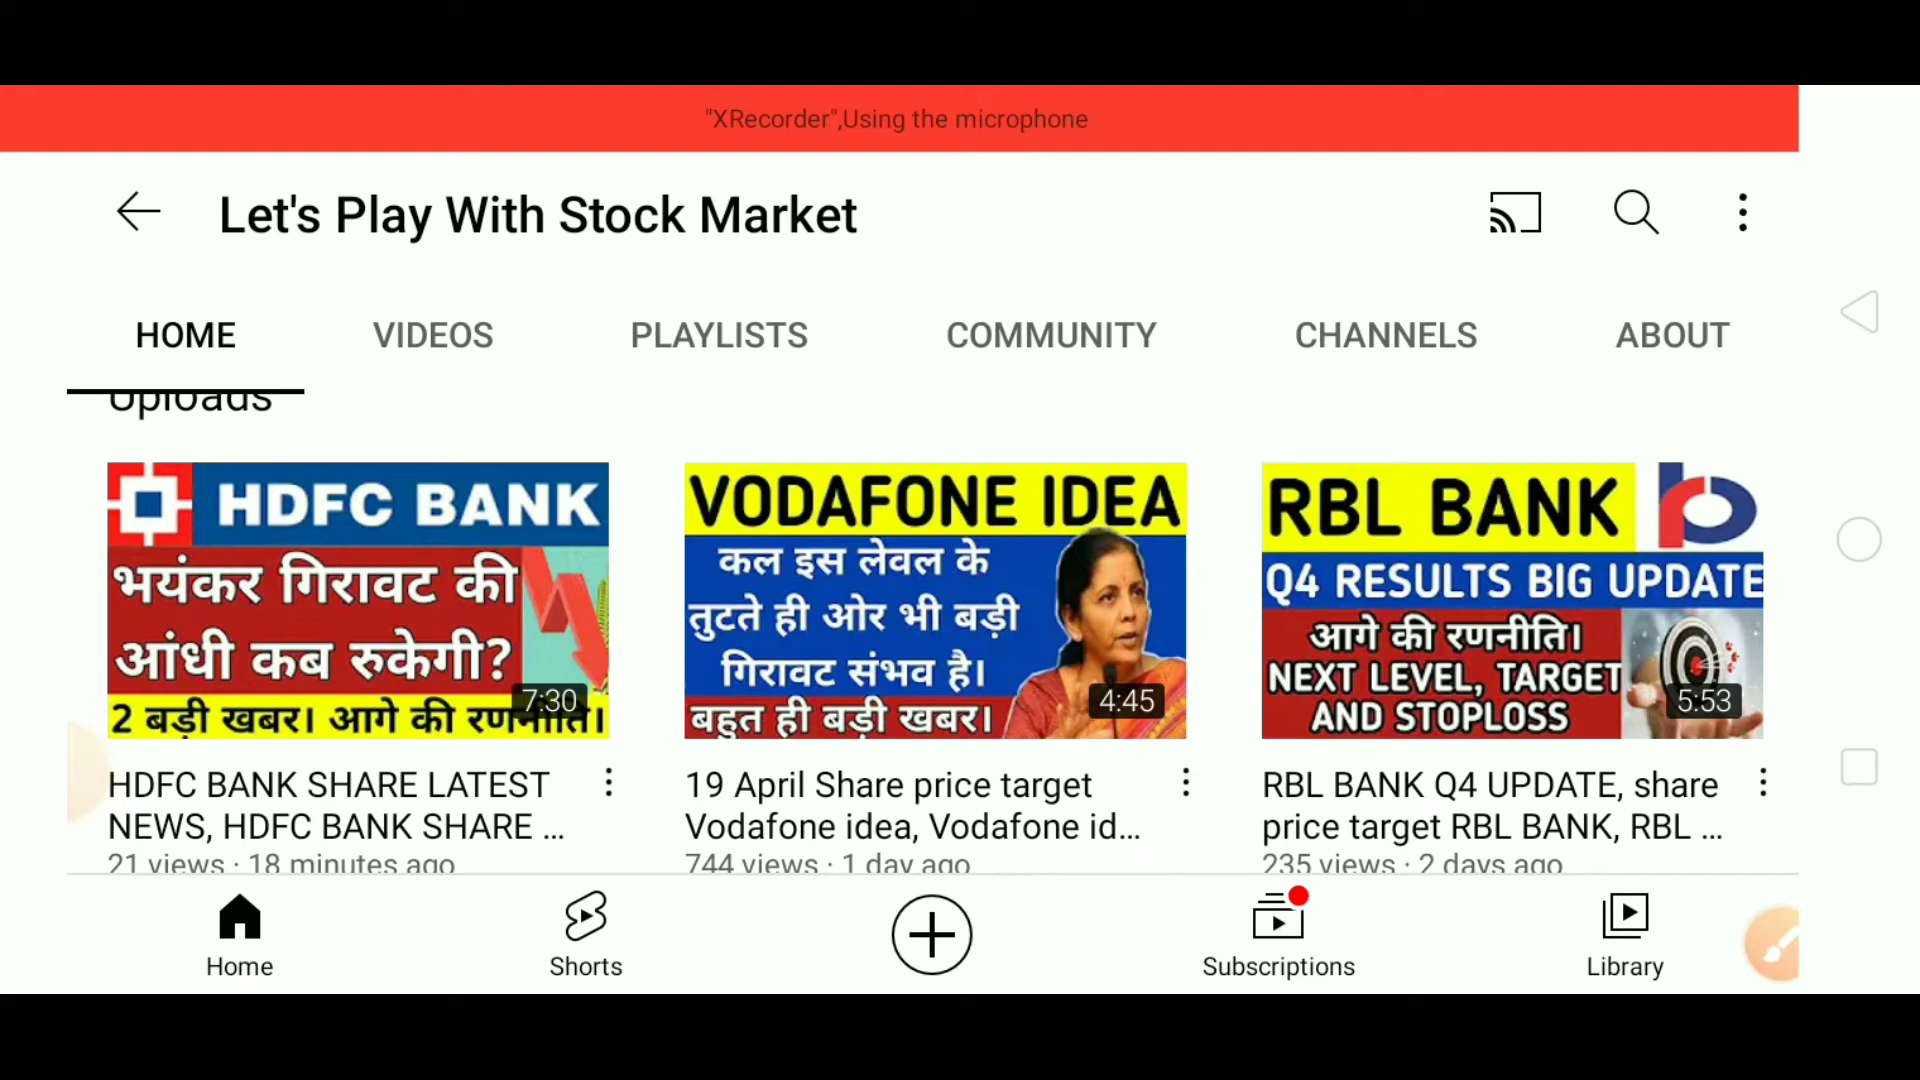 "XRecorder",Using the microphone
Let's Play With Stock Market
HOME VIDEOS PLAYLISTS COMMUNITY CHANNELS ABOUT
Uploads
HDFC BANK
भयंकर गिरावट की
आंधी कब रुकेगी?
2 बड़ी खबर। आगे की रणनीति।
7:30
HDFC BANK SHARE LATEST
NEWS, HDFC BANK SHARE ...
21 views · 18 minutes ago
VODAFONE IDEA
कल इस लेवल के
तुटते ही ओर भी बड़ी
गिरावट संभव है।
बहुत ही बड़ी खबर।
4:45
19 April Share price target
Vodafone idea, Vodafone id...
744 views · 1 day ago
RBL BANK
Q4 RESULTS BIG UPDATE
आगे की रणनीति।
NEXT LEVEL, TARGET
AND STOPLOSS
5:53
RBL BANK Q4 UPDATE, share
price target RBL BANK, RBL ...
235 views · 2 days ago
Home Shorts Subscriptions Library